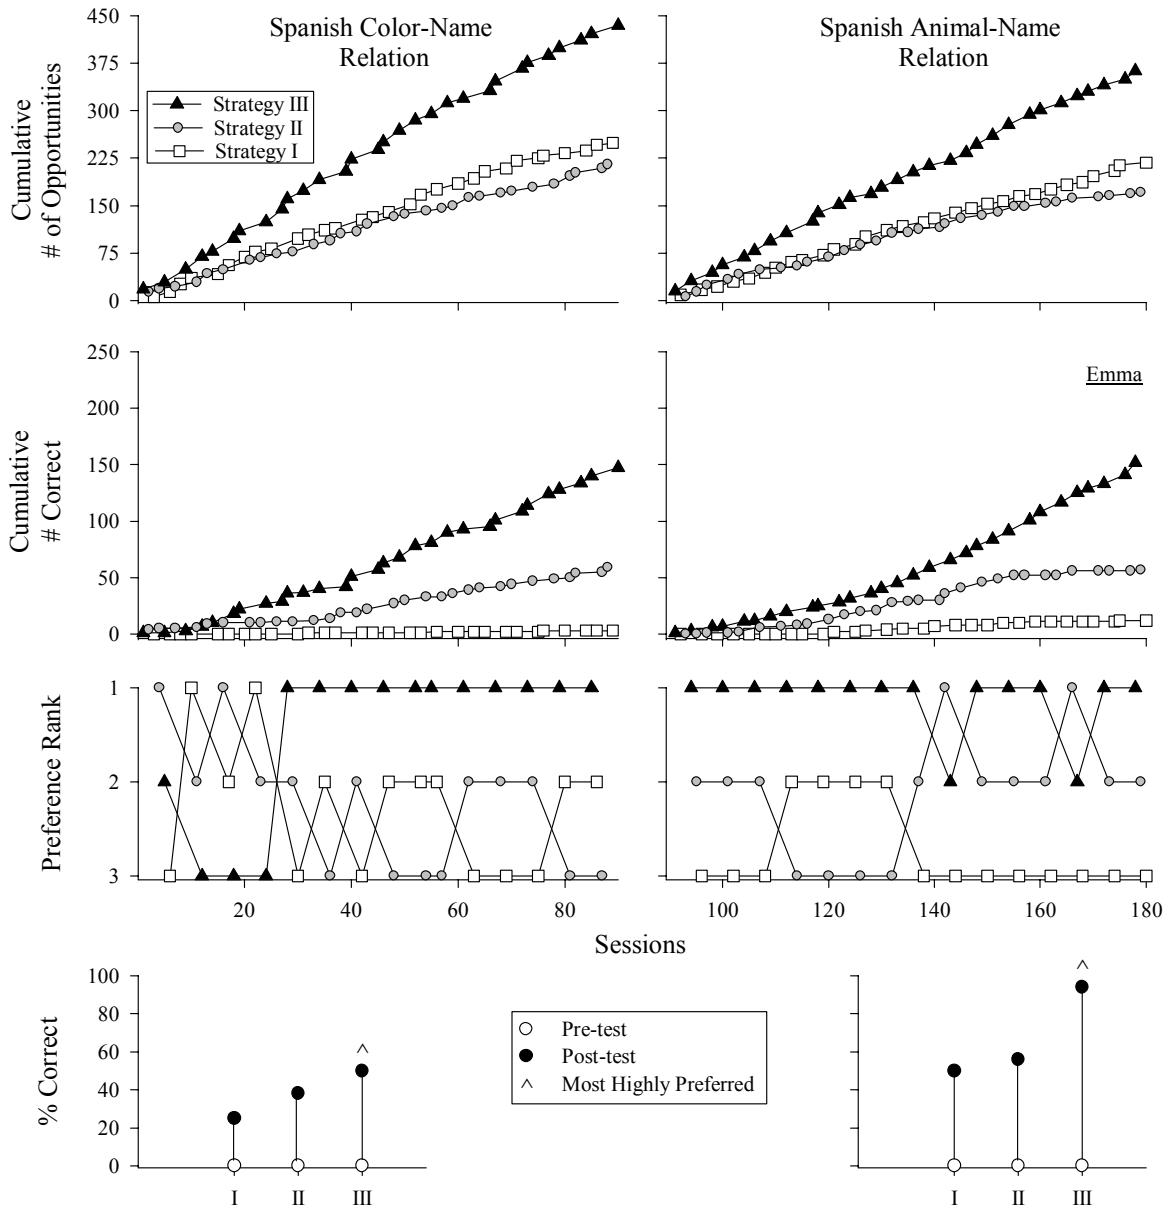 Spanish Color-Name
Relation
Spanish Animal-Name
Relation
Cumulative
# of Opportunities
450
375
300
225
150
75
0
Strategy III
Strategy II
Strategy I
Cumulative
# Correct
250
200
150
100
50
0
Emma
Preference Rank
1
2
3
20
40
60
80
100
120
140
160
180
Sessions
% Correct
100
80
60
40
20
0
I
II
III
Pre-test
Post-test
^ Most Highly Preferred
I
II
III